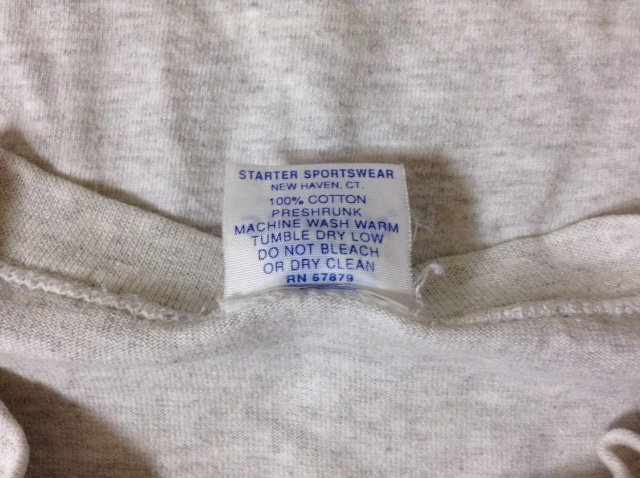 STARTER SPORTSWEAR
NEW HAVEN, CT.
100% COTTON
PRESHRUNK
MACHINE WASH WARM
TUMBLE DRY LOW
DO NOT BLEACH
OR DRY CLEAN
RN 57879